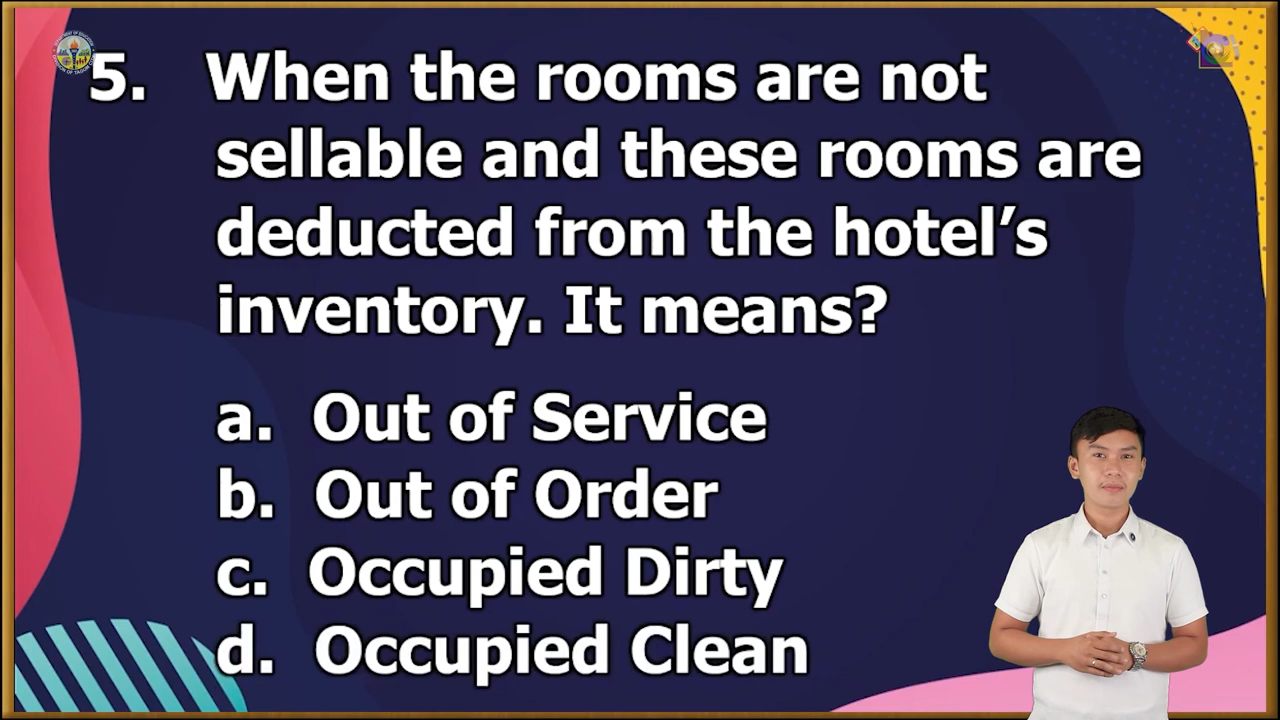 5. When the rooms are not
sellable and these rooms are
deducted from the hotel’s
inventory. It means?
a. Out of Service
b. Out of Order
c. Occupied Dirty
d. Occupied Clean